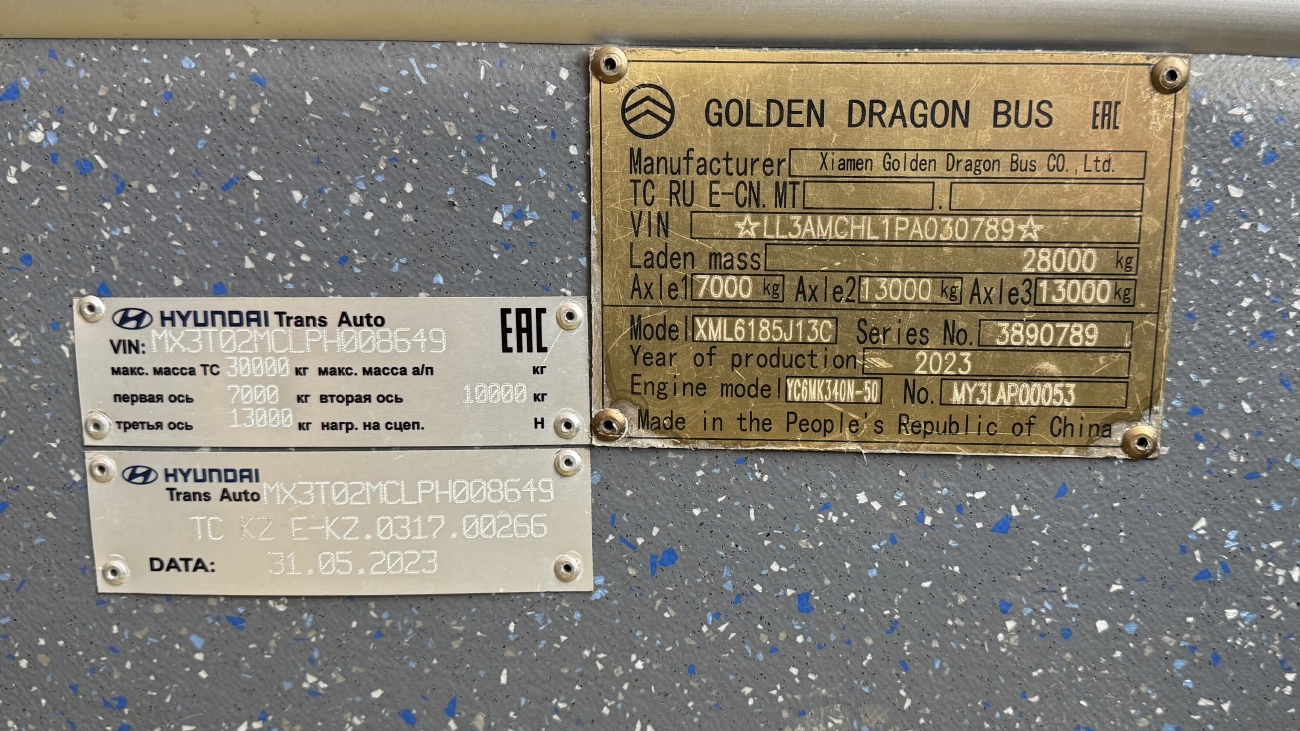 HYUNDAI Trans Auto EAC
VIN: MX3T02MCLPH008649
макс. масса ТС 30000 кг макс. масса а/п кг
первая ось 7000 кг вторая ось 10000 кг
третья ось 13000 кг нагр. на сцеп. Н
HYUNDAI
Trans Auto MX3T02MCLPH008649
TC KZ E-KZ.0317.00266
DATA: 31.05.2023
GOLDEN DRAGON BUS EAC
Manufacturer Xiamen Golden Dragon Bus CO.,Ltd.
TC RU E-CN.MT .
VIN ☆LL3AMCHL1PA030789☆
Laden mass 28000 kg
Axle1 7000 kg Axle2 13000 kg Axle3 13000 kg
Model XML6185J13C Series No. 3890789
Year of production 2023
Engine model YC6MK340N-50 No. MY3LAP00053
Made in the People's Republic of China